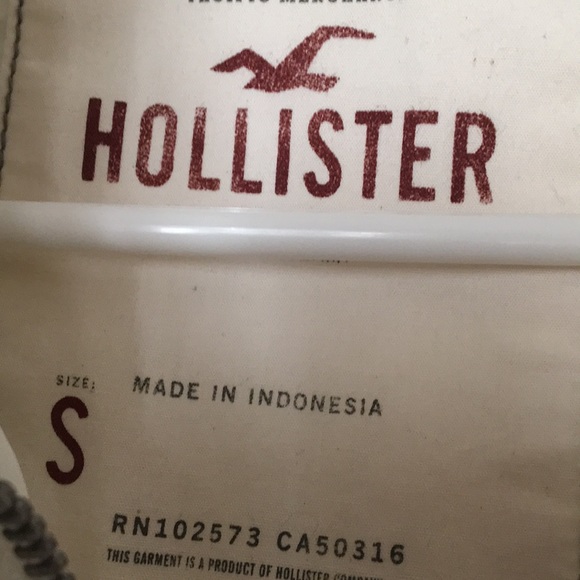 HOLLISTER
SIZE:
S
MADE IN INDONESIA
RN102573 CA50316
THIS GARMENT IS A PRODUCT OF HOLLISTER